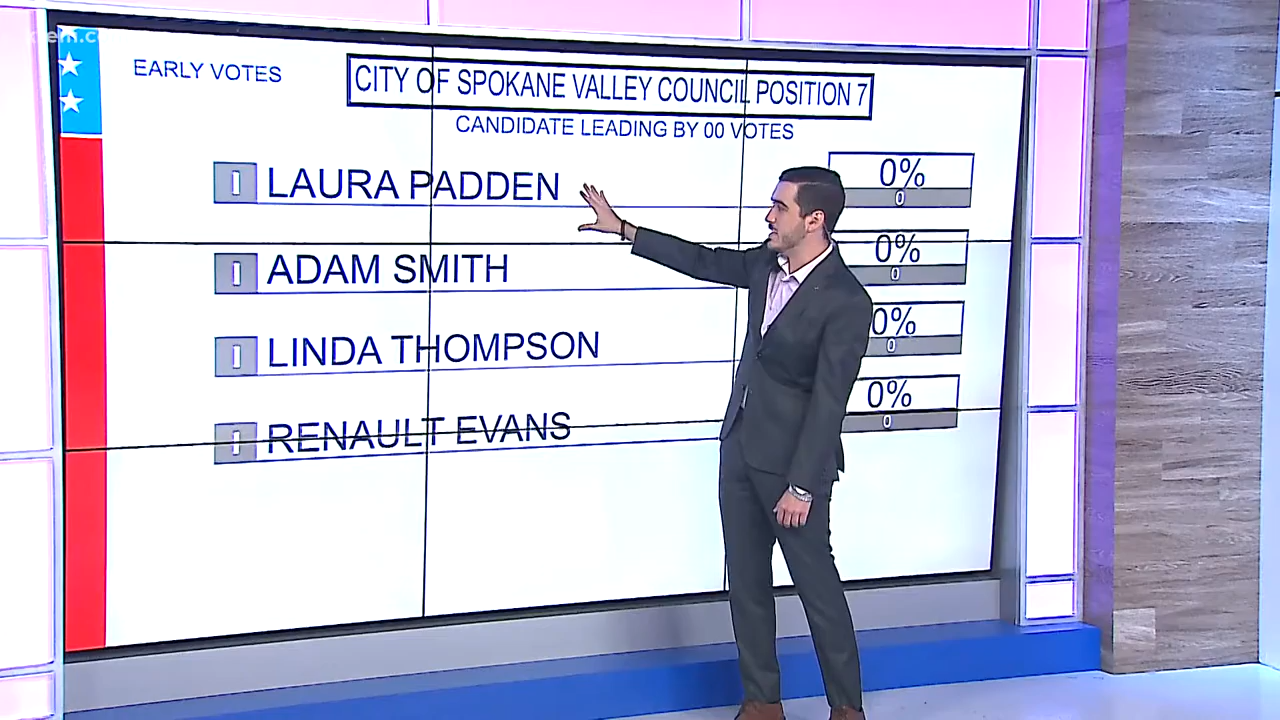 EARLY VOTES
CITY OF SPOKANE VALLEY COUNCIL POSITION 7
CANDIDATE LEADING BY 00 VOTES
I LAURA PADDEN 0%
0
I ADAM SMITH 0%
0
I LINDA THOMPSON 0%
0
I RENAULT EVANS 0%
0